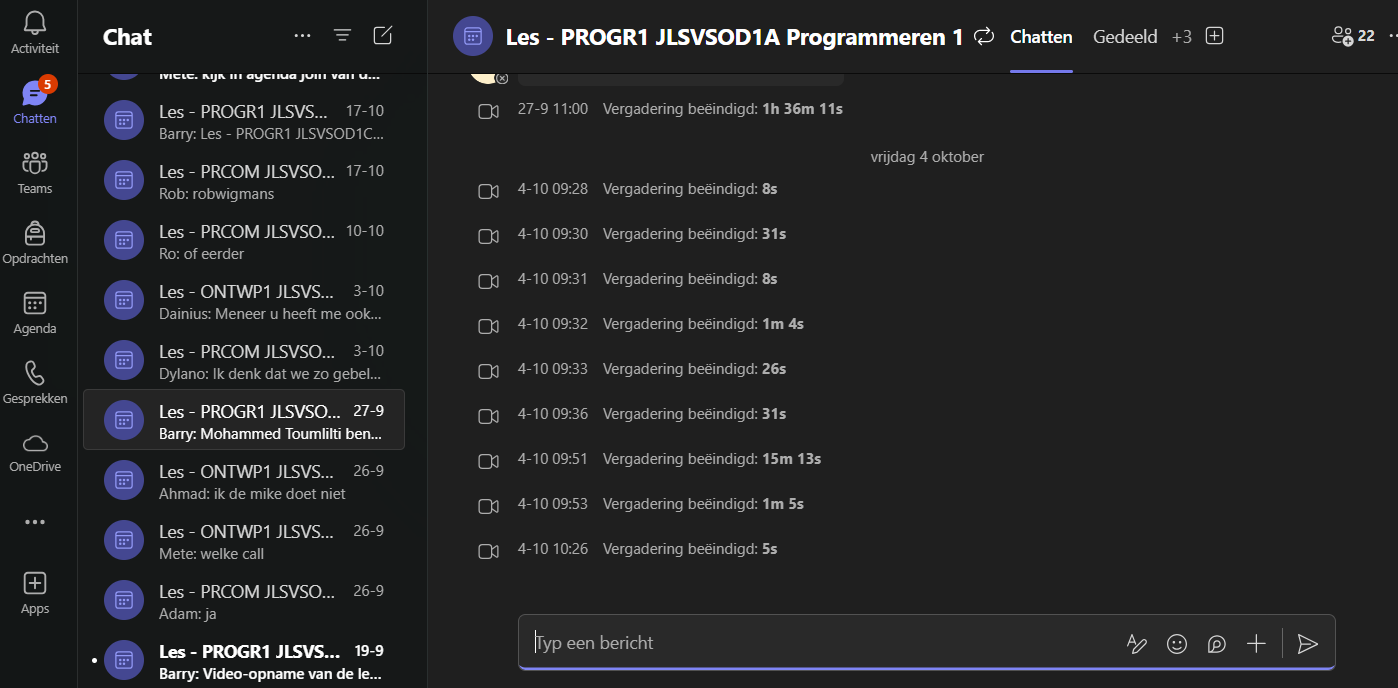 Activiteit
5
Chatten
Teams
Opdrachten
Agenda
Gesprekken
OneDrive
Apps
Chat
Mete: kijk in agenda join van d...
Les - PROGR1 JLSVS... 17-10
Barry: Les - PROGR1 JLSVSOD1C...
Les - PRCOM JLSVSO... 17-10
Rob: robwigmans
Les - PRCOM JLSVSO... 10-10
Ro: of eerder
Les - ONTWP1 JLSVS... 3-10
Dainius: Meneer u heeft me ook...
Les - PRCOM JLSVSO... 3-10
Dylano: Ik denk dat we zo gebel...
Les - PROGR1 JLSVSO... 27-9
Barry: Mohammed Toumlilti ben...
Les - ONTWP1 JLSVS... 26-9
Ahmad: ik de mike doet niet
Les - ONTWP1 JLSVS... 26-9
Mete: welke call
Les - PRCOM JLSVSO... 26-9
Adam: ja
Les - PROGR1 JLSVS... 19-9
Barry: Video-opname van de le...
Les - PROGR1 JLSVSOD1A Programmeren 1 Chatten Gedeeld +3 22
27-9 11:00 Vergadering beëindigd: 1h 36m 11s
vrijdag 4 oktober
4-10 09:28 Vergadering beëindigd: 8s
4-10 09:30 Vergadering beëindigd: 31s
4-10 09:31 Vergadering beëindigd: 8s
4-10 09:32 Vergadering beëindigd: 1m 4s
4-10 09:33 Vergadering beëindigd: 26s
4-10 09:36 Vergadering beëindigd: 31s
4-10 09:51 Vergadering beëindigd: 15m 13s
4-10 09:53 Vergadering beëindigd: 1m 5s
4-10 10:26 Vergadering beëindigd: 5s
Typ een bericht